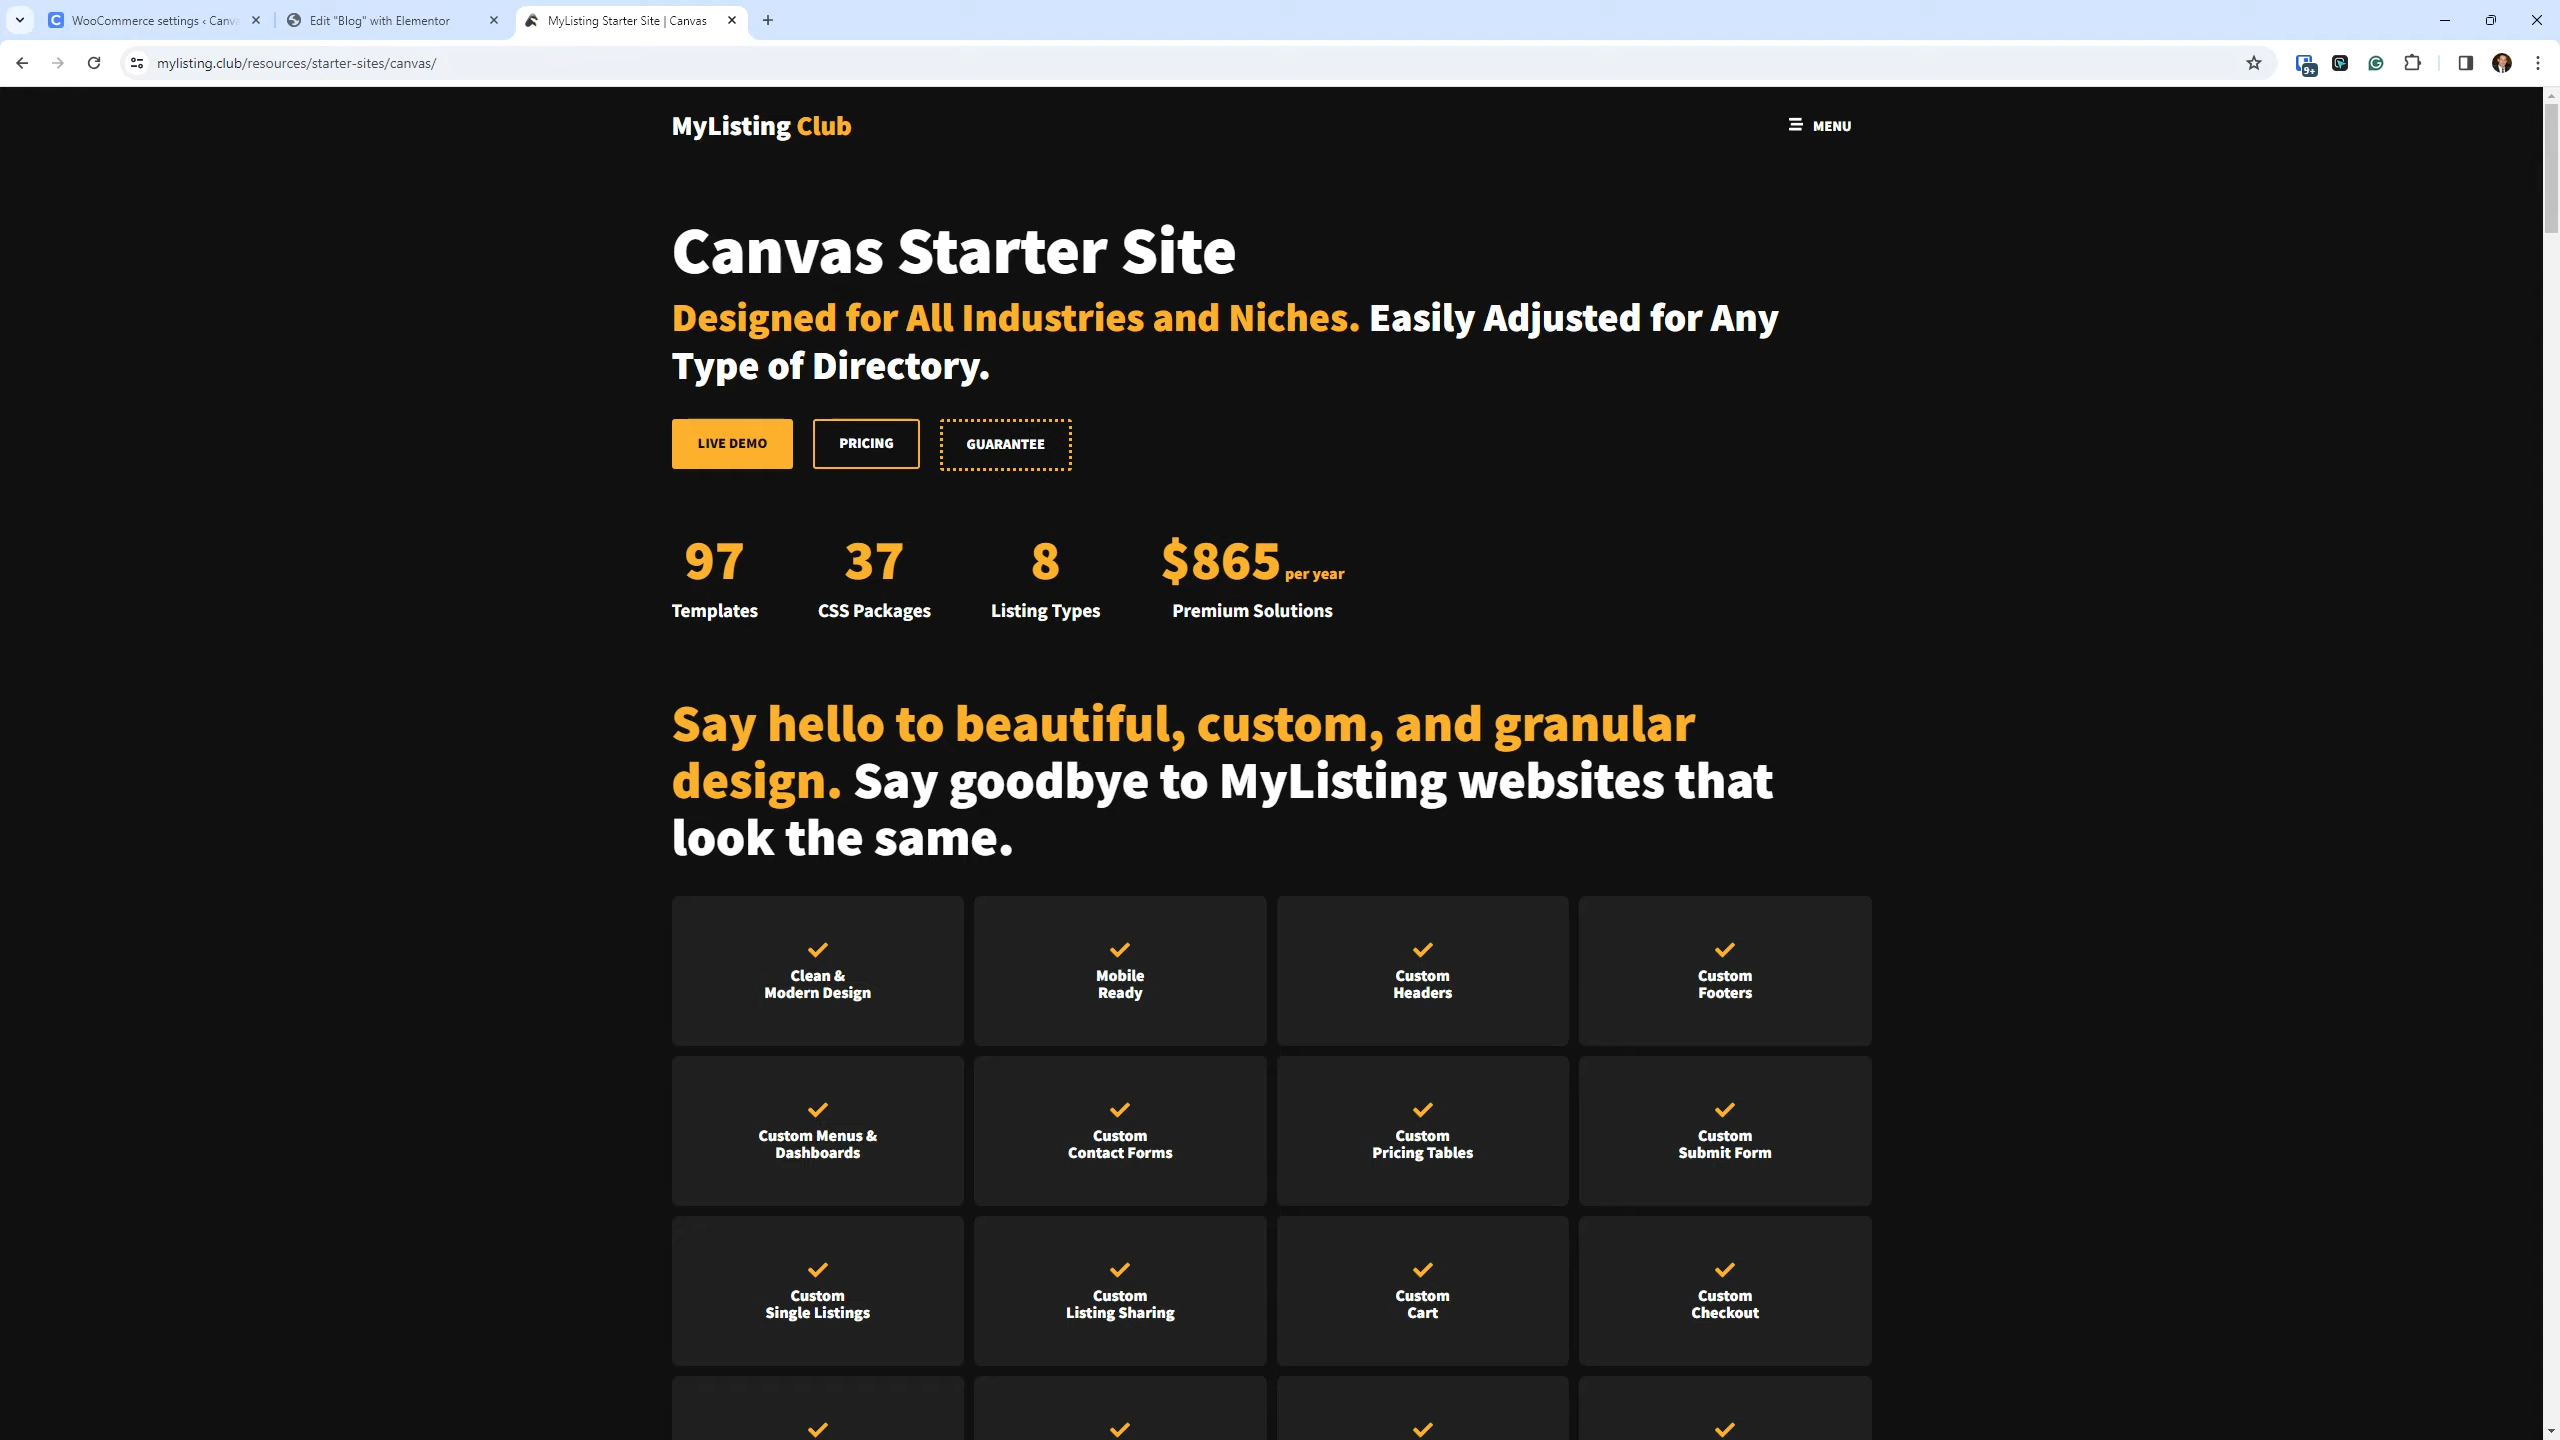 WooCommerce settings ‹ Canva
Edit "Blog" with Elementor
MyListing Starter Site | Canvas
mylisting.club/resources/starter-sites/canvas/
9+
MyListing Club
MENU
Canvas Starter Site
Designed for All Industries and Niches. Easily Adjusted for Any
Type of Directory.
LIVE DEMO
PRICING
GUARANTEE
97
37
8
$865 per year
Templates
CSS Packages
Listing Types
Premium Solutions
Say hello to beautiful, custom, and granular
design. Say goodbye to MyListing websites that
look the same.
Clean &
Modern Design
Mobile
Ready
Custom
Headers
Custom
Footers
Custom Menus &
Dashboards
Custom
Contact Forms
Custom
Pricing Tables
Custom
Submit Form
Custom
Single Listings
Custom
Listing Sharing
Custom
Cart
Custom
Checkout